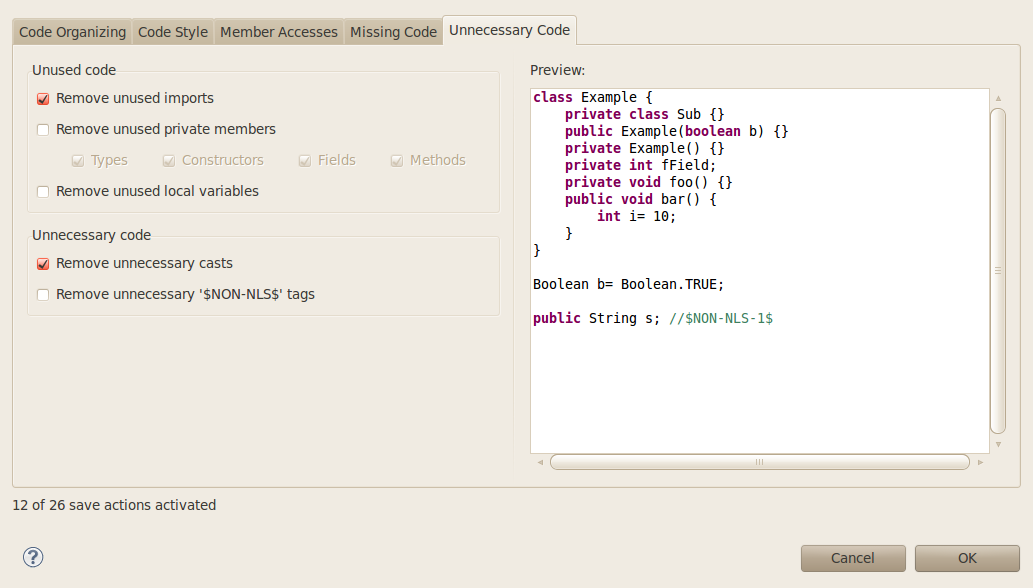 Code Organizing Code Style Member Accesses Missing Code Unnecessary Code
Unused code
Remove unused imports
Remove unused private members
Types Constructors Fields Methods
Remove unused local variables
Unnecessary code
Remove unnecessary casts
Remove unnecessary '$NON-NLS$' tags
Preview:
class Example {
    private class Sub {}
    public Example(boolean b) {}
    private Example() {}
    private int fField;
    private void foo() {}
    public void bar() {
        int i= 10;
    }
}
Boolean b= Boolean.TRUE;
public String s; //$NON-NLS-1$
12 of 26 save actions activated
?
Cancel OK